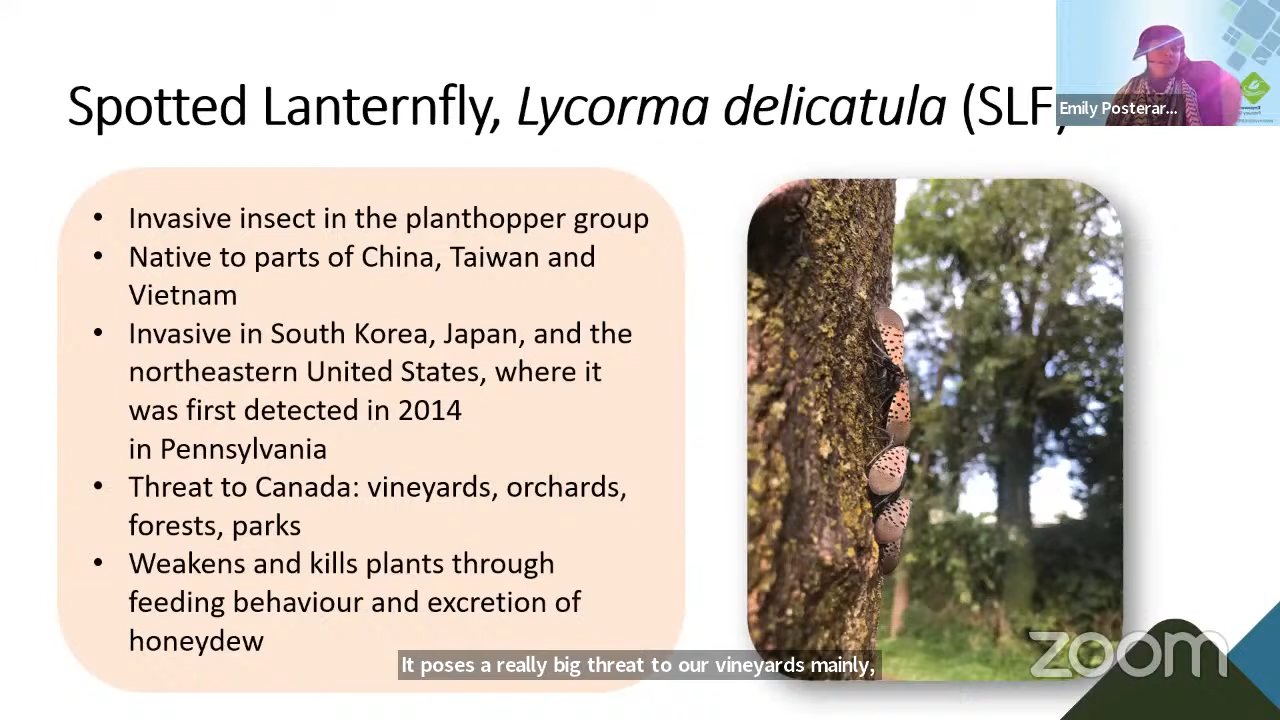 Spotted Lanternfly, Lycorma delicatula (SLF)
Emily Posterar...
• Invasive insect in the planthopper group
• Native to parts of China, Taiwan and
Vietnam
• Invasive in South Korea, Japan, and the
northeastern United States, where it
was first detected in 2014
in Pennsylvania
• Threat to Canada: vineyards, orchards,
forests, parks
• Weakens and kills plants through
feeding behaviour and excretion of
honeydew
It poses a really big threat to our vineyards mainly,
zoom